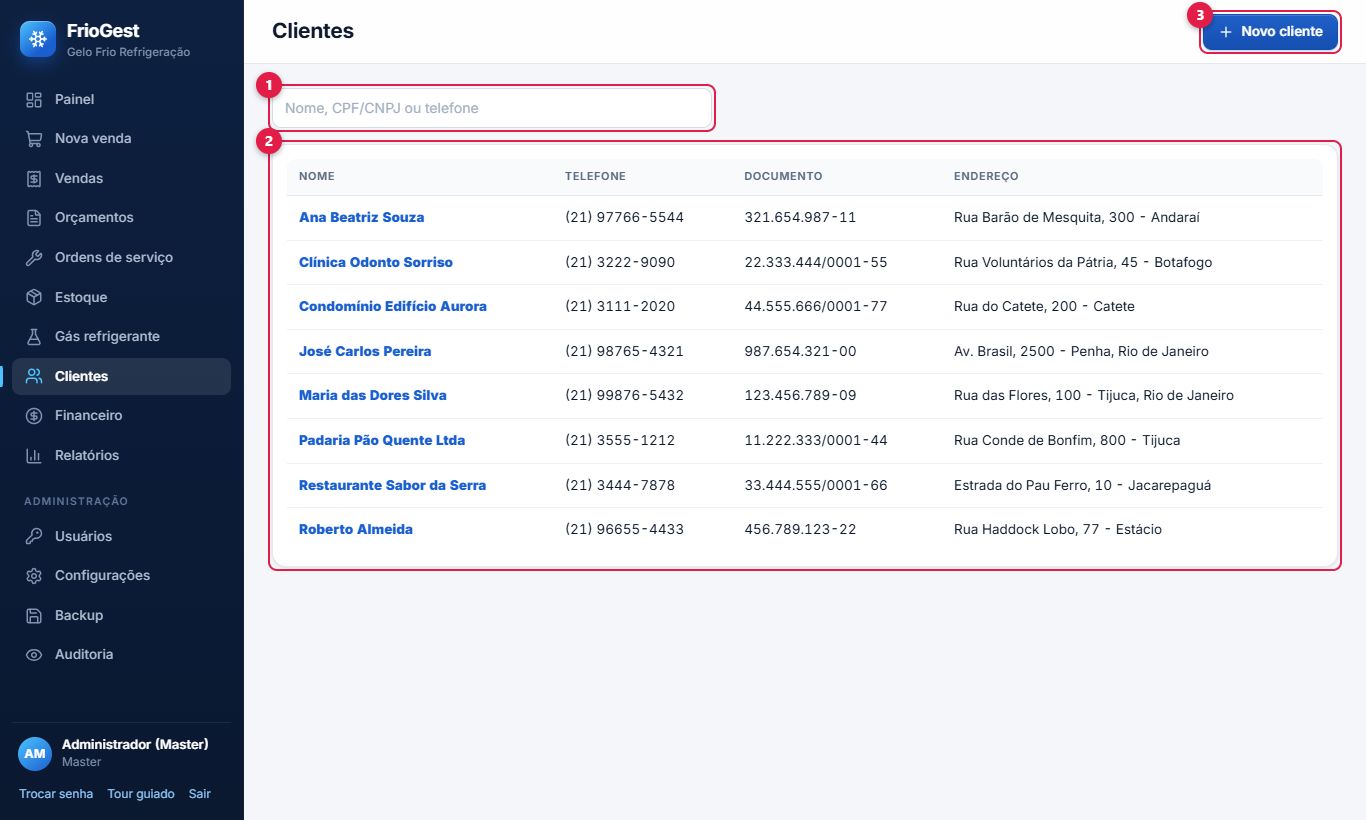 FrioGest
Gelo Frio Refrigeração
Painel
Nova venda
Vendas
Orçamentos
Ordens de serviço
Estoque
Gás refrigerante
Clientes
Financeiro
Relatórios
ADMINISTRAÇÃO
Usuários
Configurações
Backup
Auditoria
AM
Administrador (Master)
Master
Trocar senha Tour guiado Sair
Clientes
3
+ Novo cliente
1
Nome, CPF/CNPJ ou telefone
2
NOME TELEFONE DOCUMENTO ENDEREÇO
Ana Beatriz Souza (21) 97766-5544 321.654.987-11 Rua Barão de Mesquita, 300 - Andaraí
Clínica Odonto Sorriso (21) 3222-9090 22.333.444/0001-55 Rua Voluntários da Pátria, 45 - Botafogo
Condomínio Edifício Aurora (21) 3111-2020 44.555.666/0001-77 Rua do Catete, 200 - Catete
José Carlos Pereira (21) 98765-4321 987.654.321-00 Av. Brasil, 2500 - Penha, Rio de Janeiro
Maria das Dores Silva (21) 99876-5432 123.456.789-09 Rua das Flores, 100 - Tijuca, Rio de Janeiro
Padaria Pão Quente Ltda (21) 3555-1212 11.222.333/0001-44 Rua Conde de Bonfim, 800 - Tijuca
Restaurante Sabor da Serra (21) 3444-7878 33.444.555/0001-66 Estrada do Pau Ferro, 10 - Jacarepaguá
Roberto Almeida (21) 96655-4433 456.789.123-22 Rua Haddock Lobo, 77 - Estácio